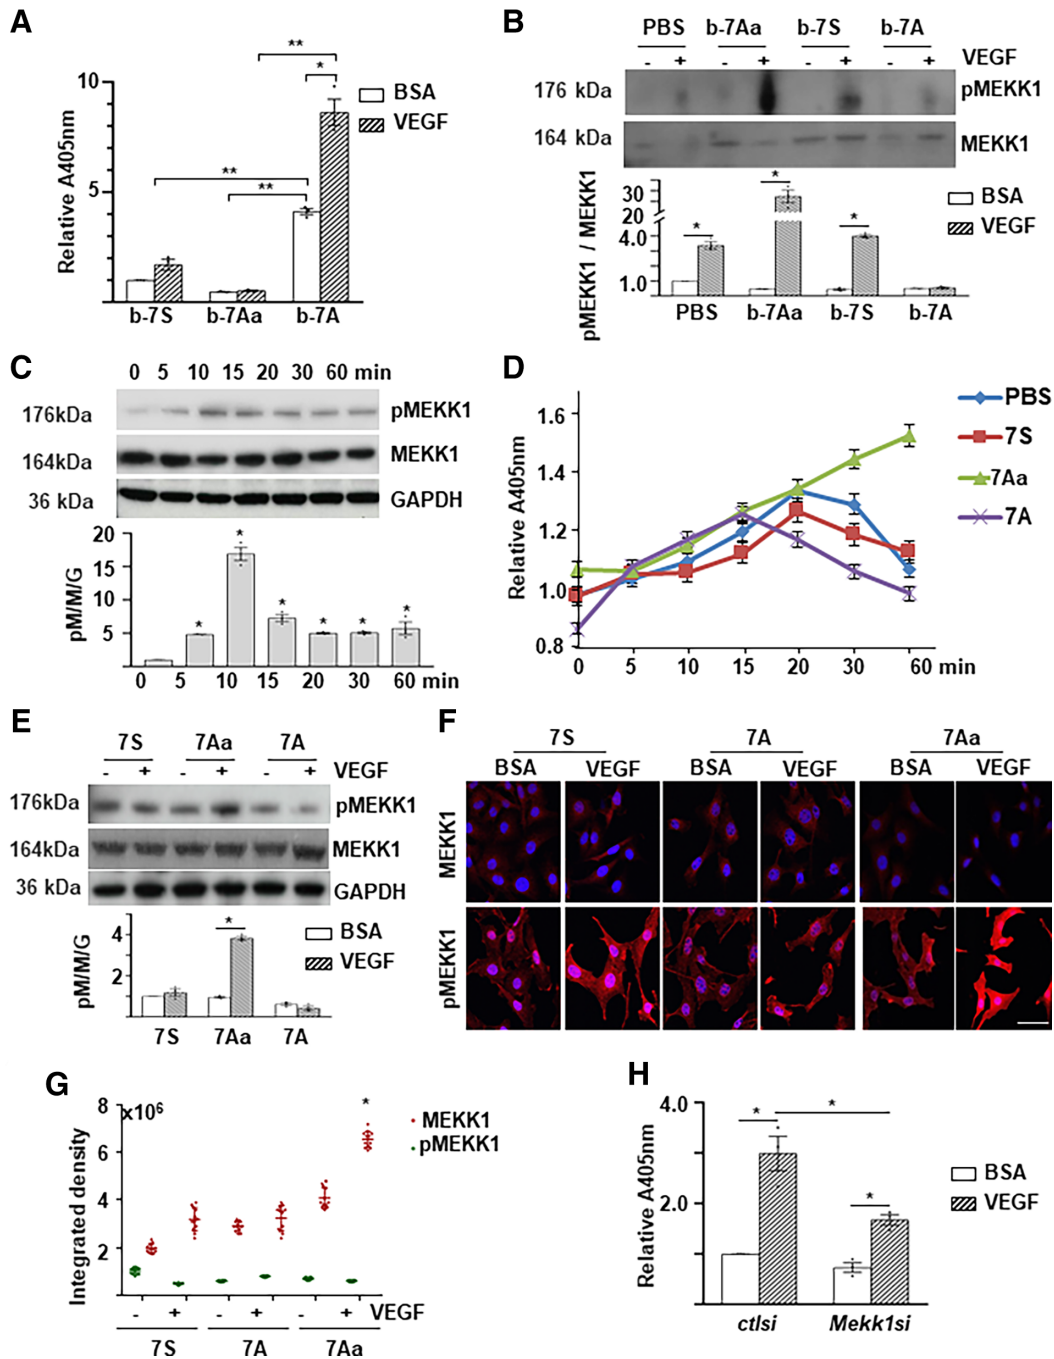 A
** 
*
10
BSA
VEGF
**
**
5
Relative A405nm
b-7S b-7Aa b-7A
B
PBS b-7Aa b-7S b-7A
- + - + - + - + VEGF
176 kDa pMEKK1
164 kDa MEKK1
pMEKK1 / MEKK1
30
20
4.0
1.0
* * *
BSA
VEGF
PBS b-7Aa b-7S b-7A
C
0 5 10 15 20 30 60 min
176kDa pMEKK1
164kDa MEKK1
36 kDa GAPDH
pM/M/G
20
15
10
5
* * * * * *
0 5 10 15 20 30 60 min
D
Relative A405nm
1.6
1.4
1.2
1.0
0.8
0 5 10 15 20 30 60 min
PBS
7S
7Aa
7A
E
7S 7Aa 7A
- + - + - + VEGF
176kDa pMEKK1
164kDa MEKK1
36 kDa GAPDH
pM/M/G
4
2
*
BSA
VEGF
7S 7Aa 7A
F
7S 7A 7Aa
BSA VEGF BSA VEGF BSA VEGF
MEKK1
pMEKK1
G
Integrated density
x10⁶
8
6
4
2
*
MEKK1
pMEKK1
- + - + - + VEGF
7S 7A 7Aa
H
Relative A405nm
4.0
2.0
* * *
BSA
VEGF
ctlsi Mekk1si